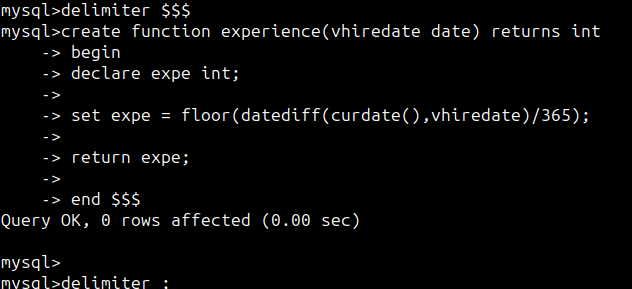 mysql>delimiter $$$
mysql>create function experience(vhiredate date) returns int
-> begin
-> declare expe int;
->
-> set expe = floor(datediff(curdate(),vhiredate)/365);
->
-> return expe;
->
-> end $$$
Query OK, 0 rows affected (0.00 sec)
mysql>
mysql>delimiter ;